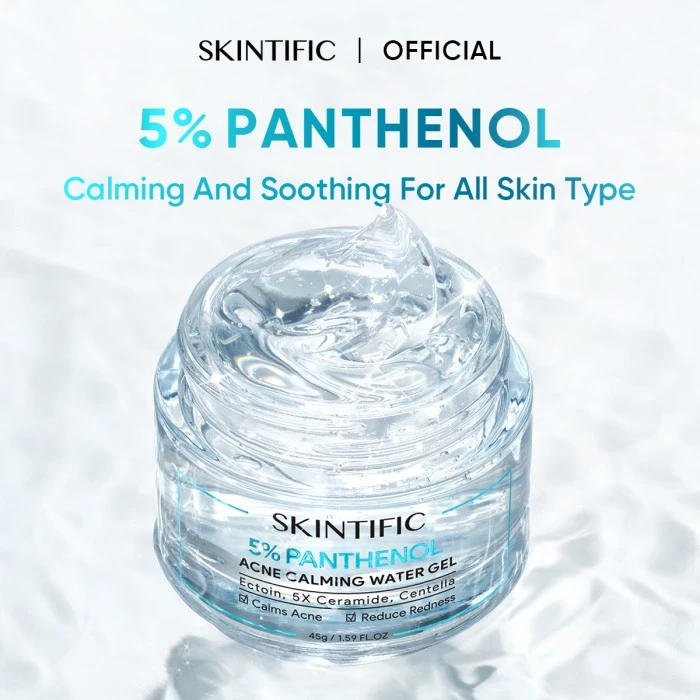 SKINTIFIC | OFFICIAL
5% PANTHENOL
Calming And Soothing For All Skin Type
SKINTIFIC
5% PANTHENOL
ACNE CALMING WATER GEL
Ectoin, 5X Ceramide, Centella
☑ Calms Acne ☑ Reduce Redness
45g / 1.59 FL.OZ